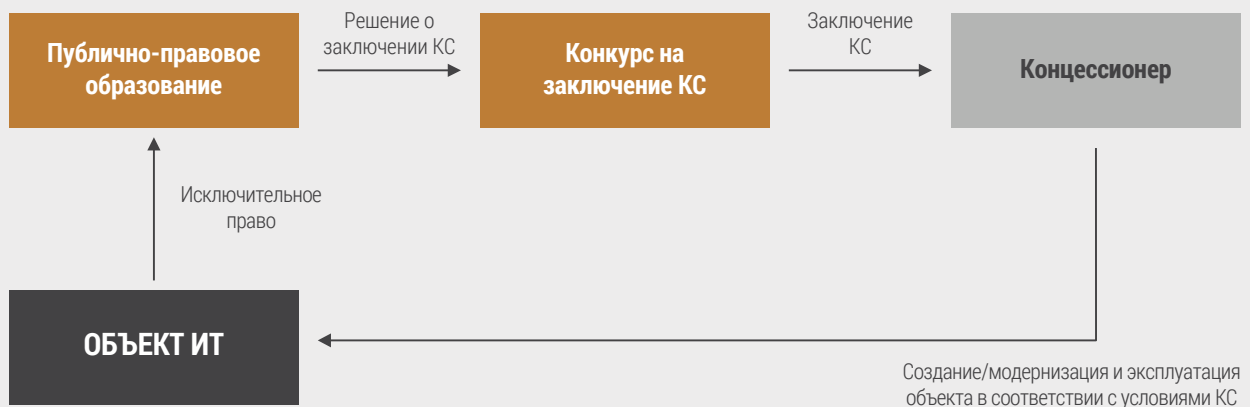 Публично-правовое
образование
Решение о
заключении КС
Конкурс на
заключение КС
Заключение
КС
Концессионер
Исключительное
право
ОБЪЕКТ ИТ
Создание/модернизация и эксплуатация
объекта в соответствии с условиями КС